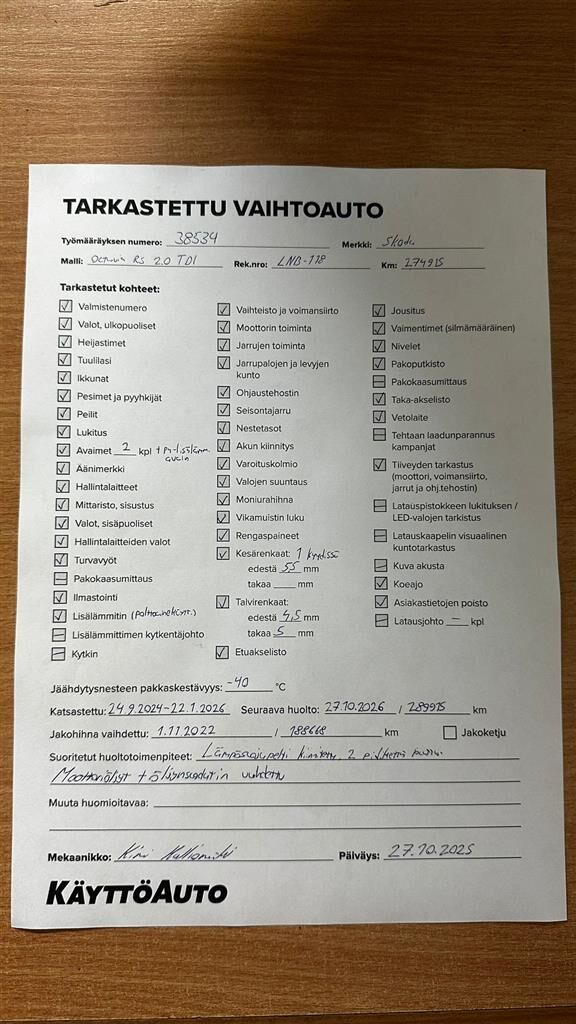 TARKASTETTU VAIHTOAUTO
Työmääräyksen numero: 38534 Merkki: Skoda
Malli: Octavia RS 2.0 TDI Rek.nro: LNB-118 Km: 274915
Tarkastetut kohteet:
Valmistenumero
Valot, ulkopuoliset
Heijastimet
Tuulilasi
Ikkunat
Pesimet ja pyyhkijät
Peilit
Lukitus
Avaimet 2 kpl
Äänimerkki
Hallintalaitteet
Mittaristo, sisustus
Valot, sisäpuoliset
Hallintalaitteiden valot
Turvavyöt
Pakokaasumittaus
Ilmastointi
Lisälämmitin
Lisälämmittimen kytkentäjohto
Kytkin
Vaihteisto ja voimansiirto
Moottorin toiminta
Jarrujen toiminta
Jarrupalojen ja levyjen
kunto
Ohjaustehostin
Seisontajarru
Nestetasot
Akun kiinnitys
Varoituskolmio
Valojen suuntaus
Moniurahihna
Vikamuistin luku
Rengaspaineet
Kesärenkaat: 1
edestä 5,5 mm
takaa mm
Talvirenkaat:
edestä 4,5 mm
takaa 5 mm
Etuakselisto
Jousitus
Vaimentimet (silmämääräinen)
Nivelet
Pakoputkisto
Pakokaasumittaus
Taka-akselisto
Vetolaite
Tehtaan laadunparannus
kampanjat
Tiiveyden tarkastus
(moottori, voimansiirto,
jarrut ja ohj.tehostin)
Latauspistokkeen lukituksen /
LED-valojen tarkistus
Latauskaapelin visuaalinen
kuntotarkastus
Kuva akusta
Koeajo
Asiakastietojen poisto
Latausjohto – kpl
Jäähdytysnesteen pakkaskestävyys: -40 °C
Katsastettu: 24.9.2024-22.1.2026 Seuraava huolto: 27.10.2026 / 289915 km
Jakohihna vaihdettu: 1.11.2022 / 188668 km Jakoketju
Suoritetut huoltotoimenpiteet: Lämpösuojapelti kiinnitetty, 2
Moottoriöljyt + öljynsuodatin vaihdettu
Muuta huomioitavaa:
Mekaanikko: Päiväys: 27.10.2025
KÄYTTÖAUTO